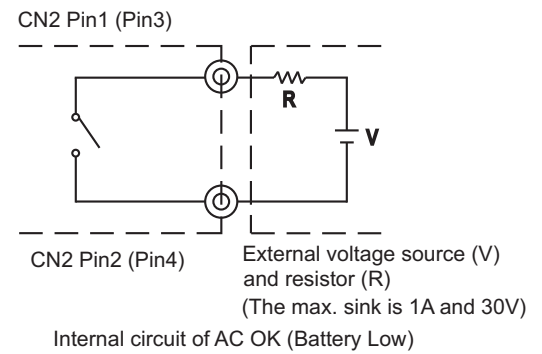 CN2 Pin1 (Pin3)
R
V
CN2 Pin2 (Pin4)
External voltage source (V)
and resistor (R)
(The max. sink is 1A and 30V)
Internal circuit of AC OK (Battery Low)